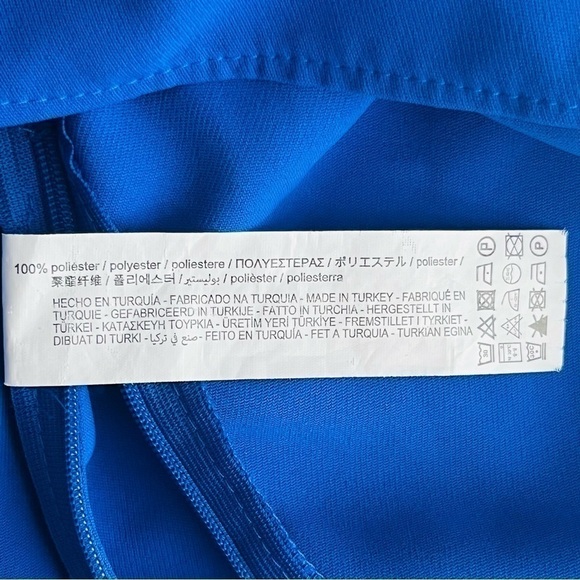 100% poliéster / polyester / poliestere / ΠΟΛΥΕΣΤΕΡΑΣ / ポリエステル / poliester /
聚酯纤维 / 폴리에스터 / بوليستير / polièster / poliesterra
HECHO EN TURQUÍA - FABRICADO NA TURQUIA - MADE IN TURKEY - FABRIQUÉ EN
TURQUIE - GEFABRICEERD IN TURKIJE - FATTO IN TURCHIA - HERGESTELLT IN
TÜRKEI - ΚΑΤΑΣΚΕΥΗ ΤΟΥΡΚΙΑ - ÜRETİM YERİ TÜRKİYE - FREMSTILLET I TYRKIET -
DIBUAT DI TURKI - صنع في تركيا - FEITO EN TURQUÍA - FET A TURQUIA - TURKIAN EGINA